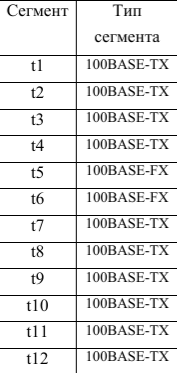 Сегмент Тип
сегмента
t1 100BASE-TX
t2 100BASE-TX
t3 100BASE-TX
t4 100BASE-TX
t5 100BASE-FX
t6 100BASE-FX
t7 100BASE-TX
t8 100BASE-TX
t9 100BASE-TX
t10 100BASE-TX
t11 100BASE-TX
t12 100BASE-TX